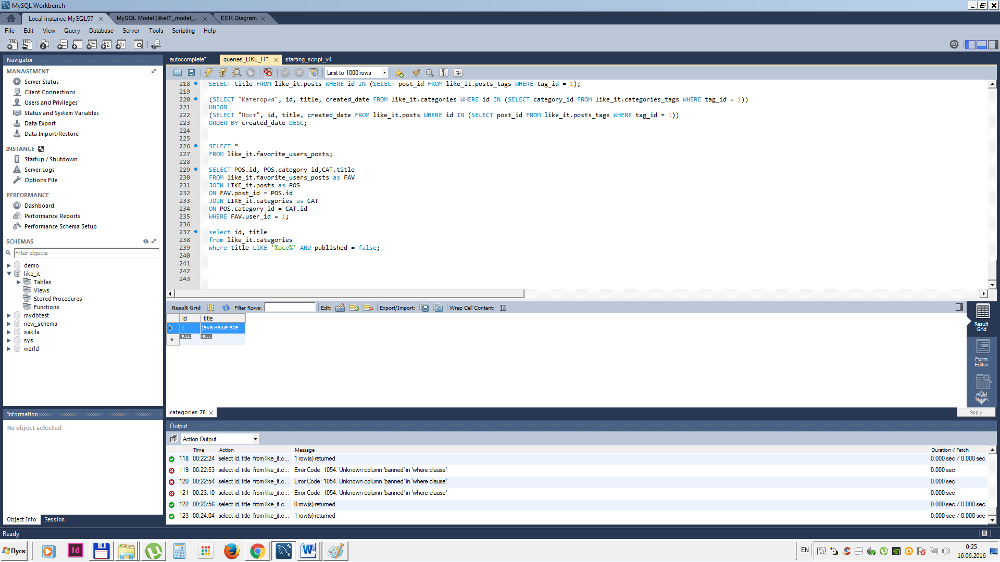 MySQL Workbench
Local instance MySQL57
MySQL Model (likeIT_model_...
EER Diagram
File Edit View Query Database Server Tools Scripting Help
Navigator
MANAGEMENT
Server Status
Client Connections
Users and Privileges
Status and System Variables
Data Export
Data Import/Restore
INSTANCE
Startup / Shutdown
Server Logs
Options File
PERFORMANCE
Dashboard
Performance Reports
Performance Schema Setup
SCHEMAS
Filter objects
demo
like_it
Tables
Views
Stored Procedures
Functions
mydbtest
new_schema
sakila
sys
world
Information
No object selected
Object Info Session
autocomplete* queries_LIKE_IT* starting_script_v4
Limit to 1000 rows
218 SELECT title FROM like_it.posts WHERE id IN (SELECT post_id FROM like_it.posts_tags WHERE tag_id = 1);
219
220 (SELECT "Категория", id, title, created_date FROM like_it.categories WHERE id IN (SELECT category_id FROM like_it.categories_tags WHERE tag_id = 1))
221 UNION
222 (SELECT "Пост", id, title, created_date FROM like_it.posts WHERE id IN (SELECT post_id FROM like_it.posts_tags WHERE tag_id = 1))
223 ORDER BY created_date DESC;
224
225
226 SELECT *
227 FROM like_it.favorite_users_posts;
228
229 SELECT POS.id, POS.category_id,CAT.title
230 FROM like_it.favorite_users_posts as FAV
231 JOIN LIKE_it.posts as POS
232 ON FAV.post_id = POS.id
233 JOIN LIKE_it.categories as CAT
234 ON POS.category_id = CAT.id
235 WHERE FAV.user_id = 1;
236
237 select id, title
238 from like_it.categories
239 where title LIKE '%все%' AND published = false;
240
241
242
243
Result Grid Filter Rows: Edit: Export/Import: Wrap Cell Content:
id title
1 java наше все
NULL NULL
Result
Grid
Form
Editor
Field
Types
categories 78
Apply
Output
Action Output
Time Action Message Duration / Fetch
118 00:22:24 select id, title from like_it.c... 1 row(s) returned 0.000 sec / 0.000 sec
119 00:22:53 select id, title from like_it.c... Error Code: 1054. Unknown column 'banned' in 'where clause' 0.000 sec
120 00:22:54 select id, title from like_it.c... Error Code: 1054. Unknown column 'banned' in 'where clause' 0.000 sec
121 00:23:10 select id, title from like_it.c... Error Code: 1054. Unknown column 'banned' in 'where clause' 0.000 sec
122 00:23:56 select id, title from like_it.c... 0 row(s) returned 0.000 sec / 0.000 sec
123 00:24:04 select id, title from like_it.c... 1 row(s) returned 0.000 sec / 0.000 sec
Ready
Пуск
Id
W
EN
0:25
16.06.2016